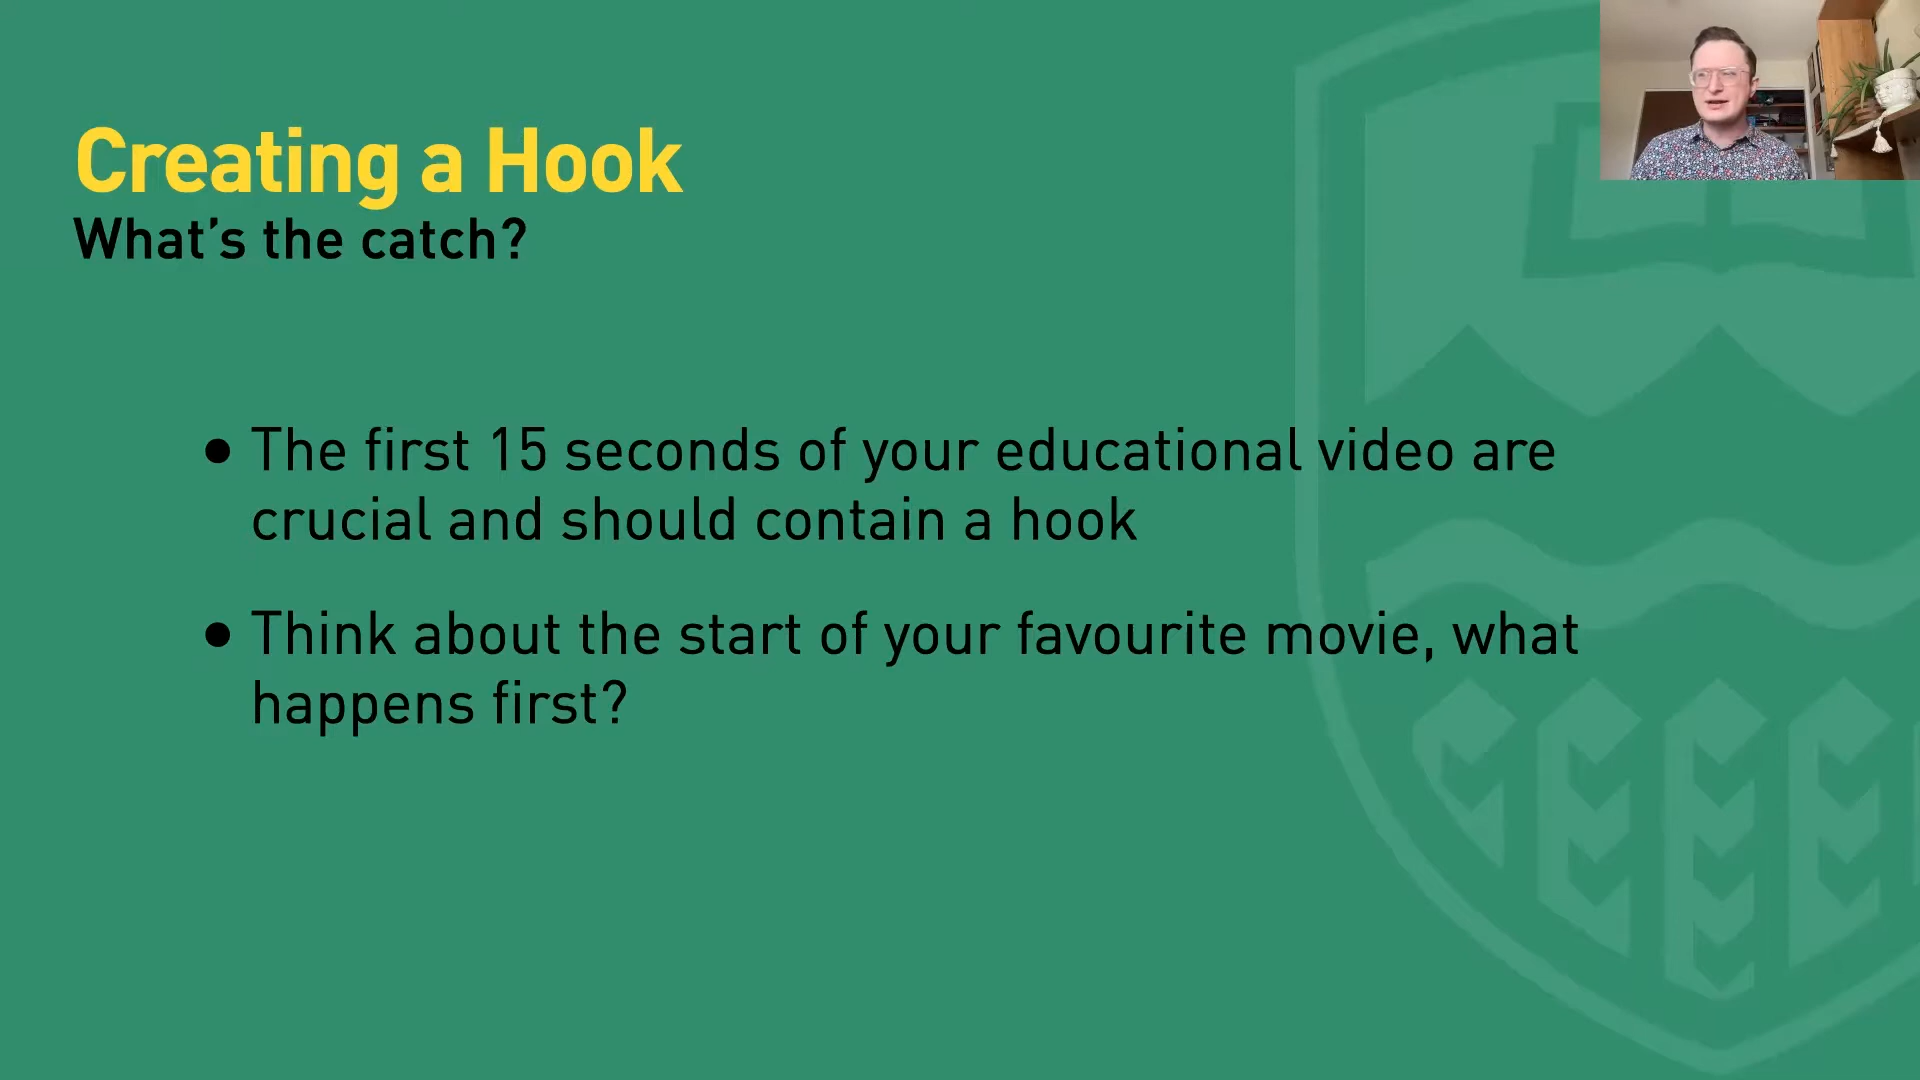 Creating a Hook
What’s the catch?
● The first 15 seconds of your educational video are
crucial and should contain a hook
● Think about the start of your favourite movie, what
happens first?